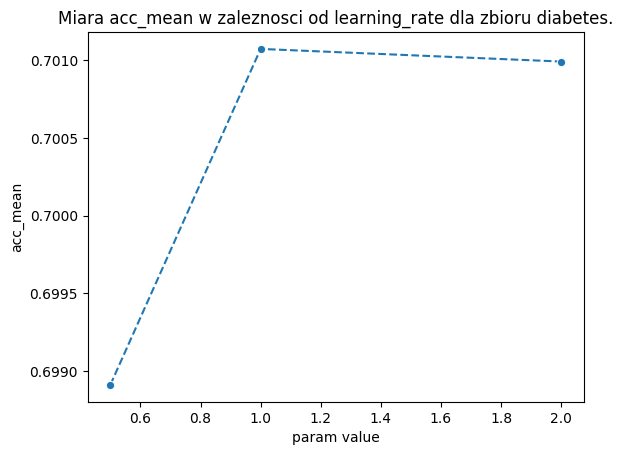 Miara acc_mean w zaleznosci od learning_rate dla zbioru diabetes.
0.7010
0.7005
0.7000
0.6995
0.6990
acc_mean
0.6 0.8 1.0 1.2 1.4 1.6 1.8 2.0
param value